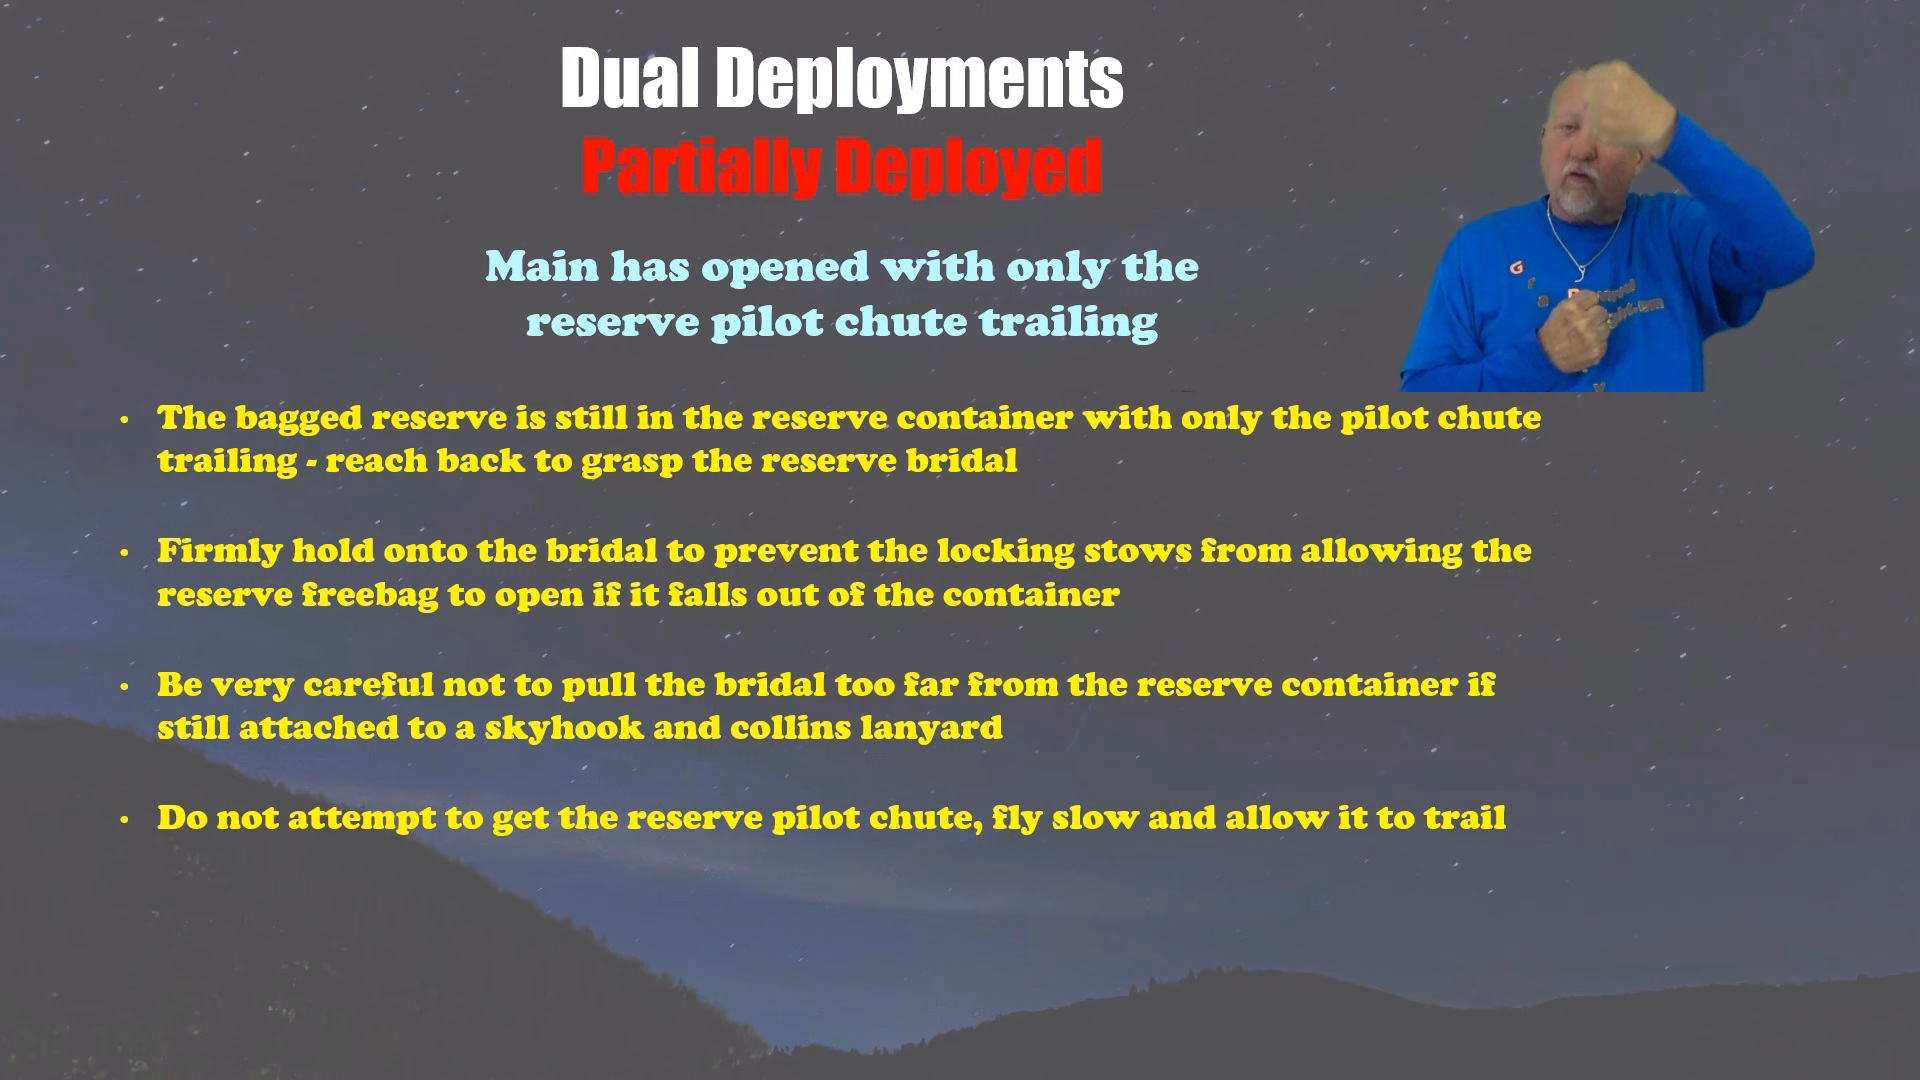 Dual Deployments
Partially Deployed
Main has opened with only the
reserve pilot chute trailing
• The bagged reserve is still in the reserve container with only the pilot chute
trailing - reach back to grasp the reserve bridal
• Firmly hold onto the bridal to prevent the locking stows from allowing the
reserve freebag to open if it falls out of the container
• Be very careful not to pull the bridal too far from the reserve container if
still attached to a skyhook and collins lanyard
• Do not attempt to get the reserve pilot chute, fly slow and allow it to trail